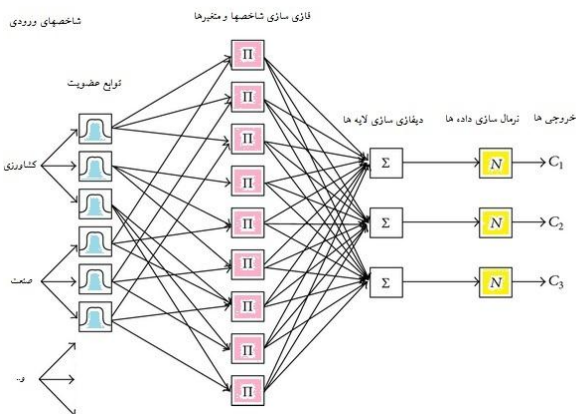 شاخصهای ورودی
فازی سازی شاخصها و متغیرها
توابع عضویت
دیفازی سازی لایه ها
نرمال سازی داده ها
خروجی ها
کشاورزی
صنعت
و..
Π
Π
Π
Π
Π
Π
Π
Π
Π
Σ
N
C₁
Σ
N
C₂
Σ
N
C₃